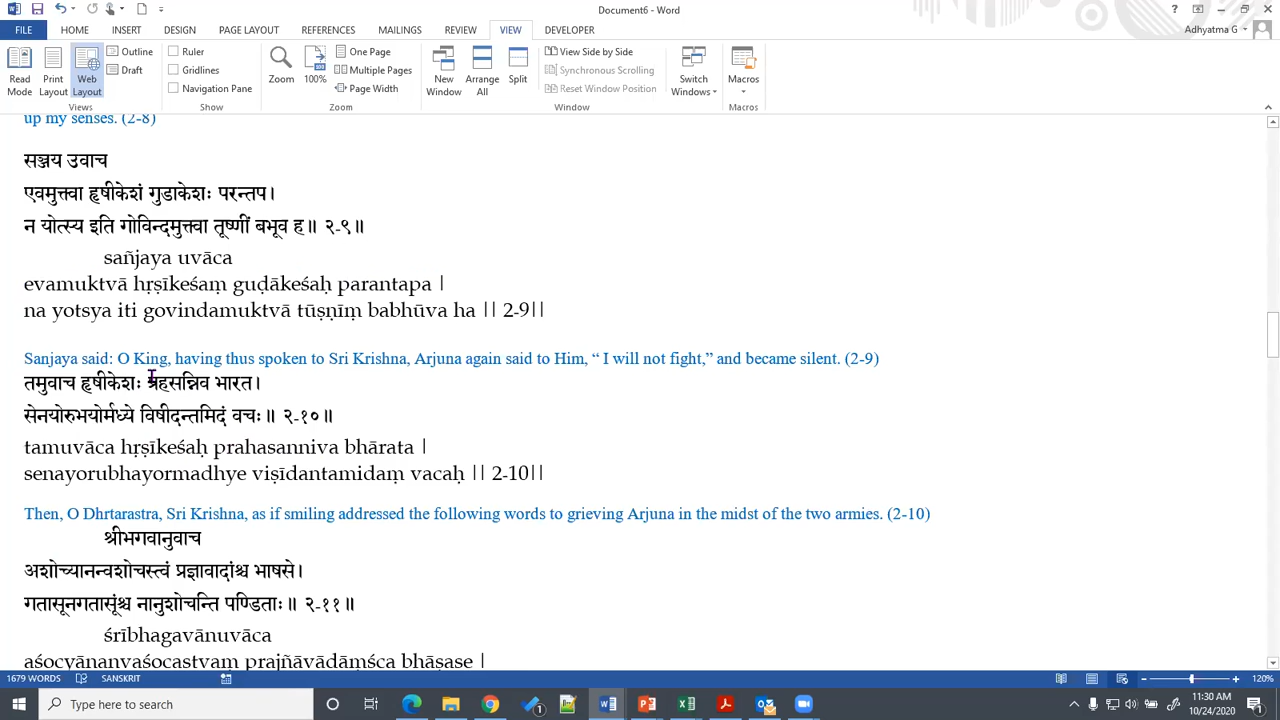 Document6 - Word
FILE HOME INSERT DESIGN PAGE LAYOUT REFERENCES MAILINGS REVIEW VIEW DEVELOPER
Adhyatma G
Read Mode
Print Layout
Web Layout
Outline
Draft
Views
Ruler
Gridlines
Navigation Pane
Show
Zoom
100%
One Page
Multiple Pages
Page Width
Zoom
New Window
Arrange All
Split
View Side by Side
Synchronous Scrolling
Reset Window Position
Window
Switch Windows
Macros
Macros
up my senses. (2-8)
सञ्जय उवाच
एवमुक्त्वा हृषीकेशं गुडाकेशः परन्तप।
न योत्स्य इति गोविन्दमुक्त्वा तूष्णीं बभूव ह॥ २-९॥
sañjaya uvāca
evamuktvā hṛṣīkeśaṃ guḍākeśaḥ parantapa |
na yotsya iti govindamuktvā tūṣṇīṃ babhūva ha || 2-9||
Sanjaya said: O King, having thus spoken to Sri Krishna, Arjuna again said to Him, “ I will not fight,” and became silent. (2-9)
तमुवाच हृषीकेशः प्रहसन्निव भारत।
सेनयोरुभयोर्मध्ये विषीदन्तमिदं वचः॥ २-१०॥
tamuvāca hṛṣīkeśaḥ prahasanniva bhārata |
senayorubhayormadhye viṣīdantamidaṃ vacaḥ || 2-10||
Then, O Dhrtarastra, Sri Krishna, as if smiling addressed the following words to grieving Arjuna in the midst of the two armies. (2-10)
श्रीभगवानुवाच
अशोच्यानन्वशोचस्त्वं प्रज्ञावादांश्च भाषसे।
गतासूनगतासूंश्च नानुशोचन्ति पण्डिताः॥ २-११॥
śrībhagavānuvāca
aśocyānanvaśocastvaṃ prajñāvādāṃśca bhāṣase |
1679 WORDS SANSKRIT 120%
Type here to search
11:30 AM
10/24/2020